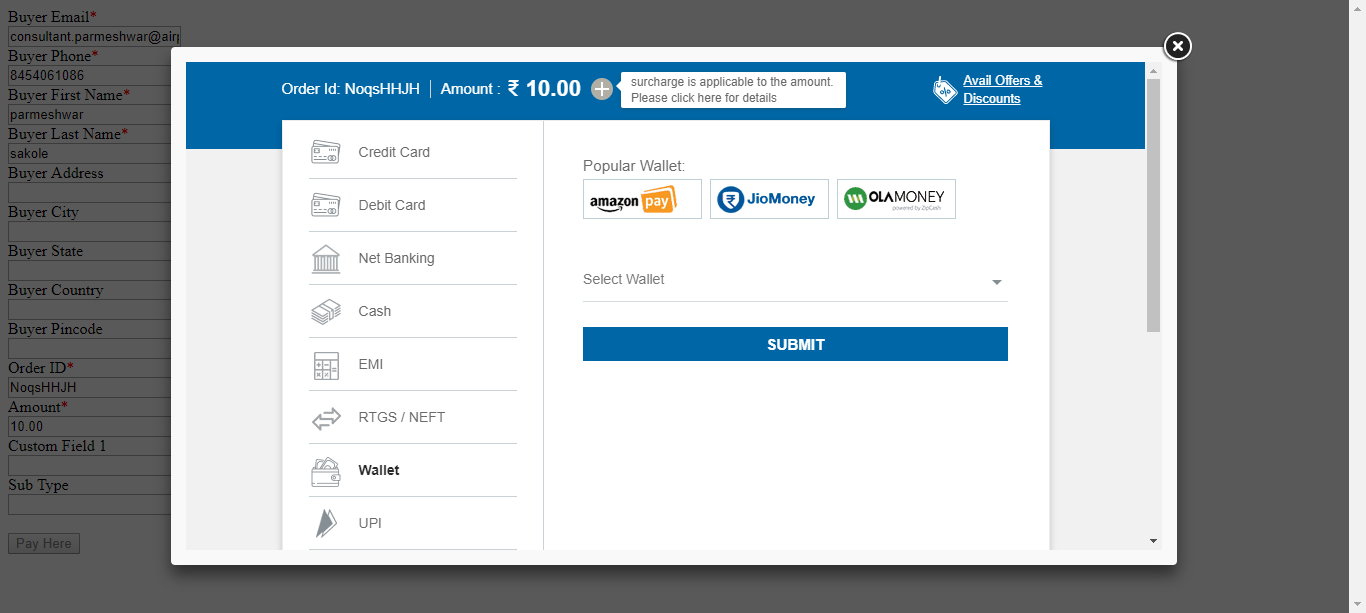 Buyer Email*
consultant.parmeshwar@air
Buyer Phone*
8454061086
Buyer First Name*
parmeshwar
Buyer Last Name*
sakole
Buyer Address
Buyer City
Buyer State
Buyer Country
Buyer Pincode
Order ID*
NoqsHHJH
Amount*
10.00
Custom Field 1
Sub Type
Pay Here
Order Id: NoqsHHJH | Amount : ₹ 10.00
surcharge is applicable to the amount.
Please click here for details
Avail Offers &
Discounts
Credit Card
Debit Card
Net Banking
Cash
EMI
RTGS / NEFT
Wallet
UPI
Popular Wallet:
amazon pay
JioMoney
OLAMONEY
powered by ZipCash
Select Wallet
SUBMIT